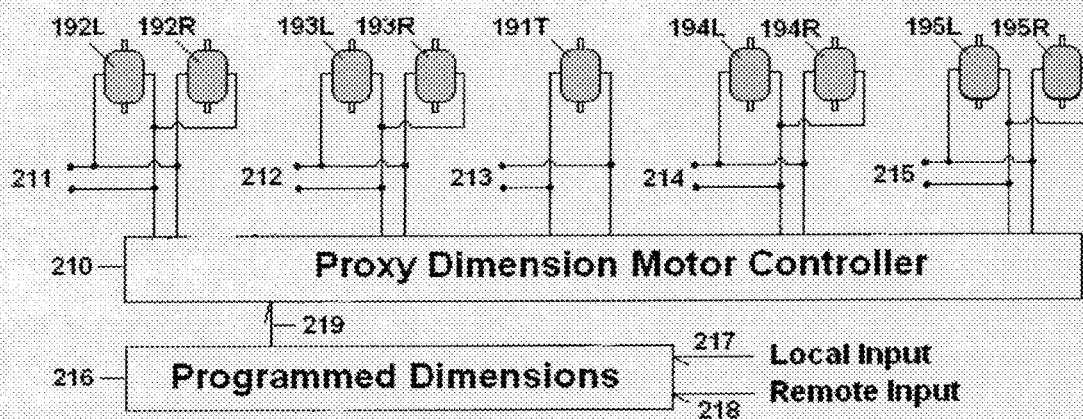 192L 192R 193L 193R 191T 194L 194R 195L 195R
211 212 213 214 215
210 Proxy Dimension Motor Controller
219
217 Local Input
216 Programmed Dimensions
Remote Input
218